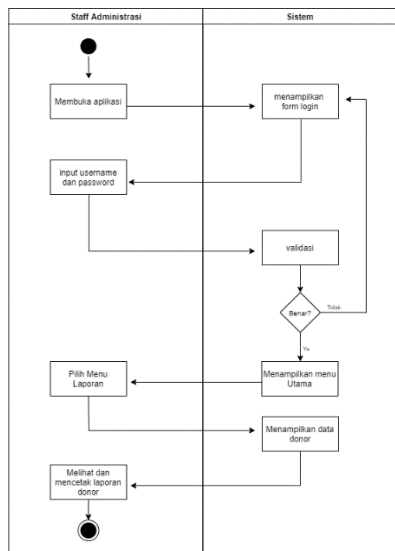 Staff Administrasi
Sistem
Membuka aplikasi
menampilkan
form login
input username
dan password
validasi
Benar?
Tidak
Ya
Pilih Menu
Laporan
Menampilkan menu
Utama
Menampilkan data
donor
Melihat dan
mencetak laporan
donor